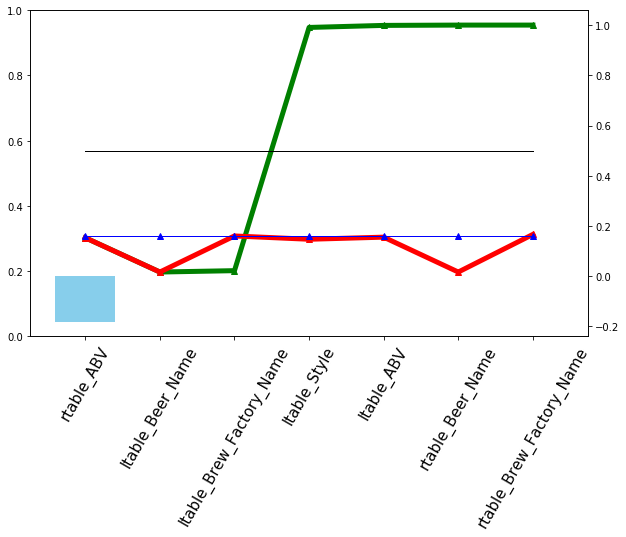 1.0
0.8
0.6
0.4
0.2
0.0
1.0
0.8
0.6
0.4
0.2
0.0
−0.2
rtable_ABV
ltable_Beer_Name
ltable_Brew_Factory_Name
ltable_Style
ltable_ABV
rtable_Beer_Name
rtable_Brew_Factory_Name